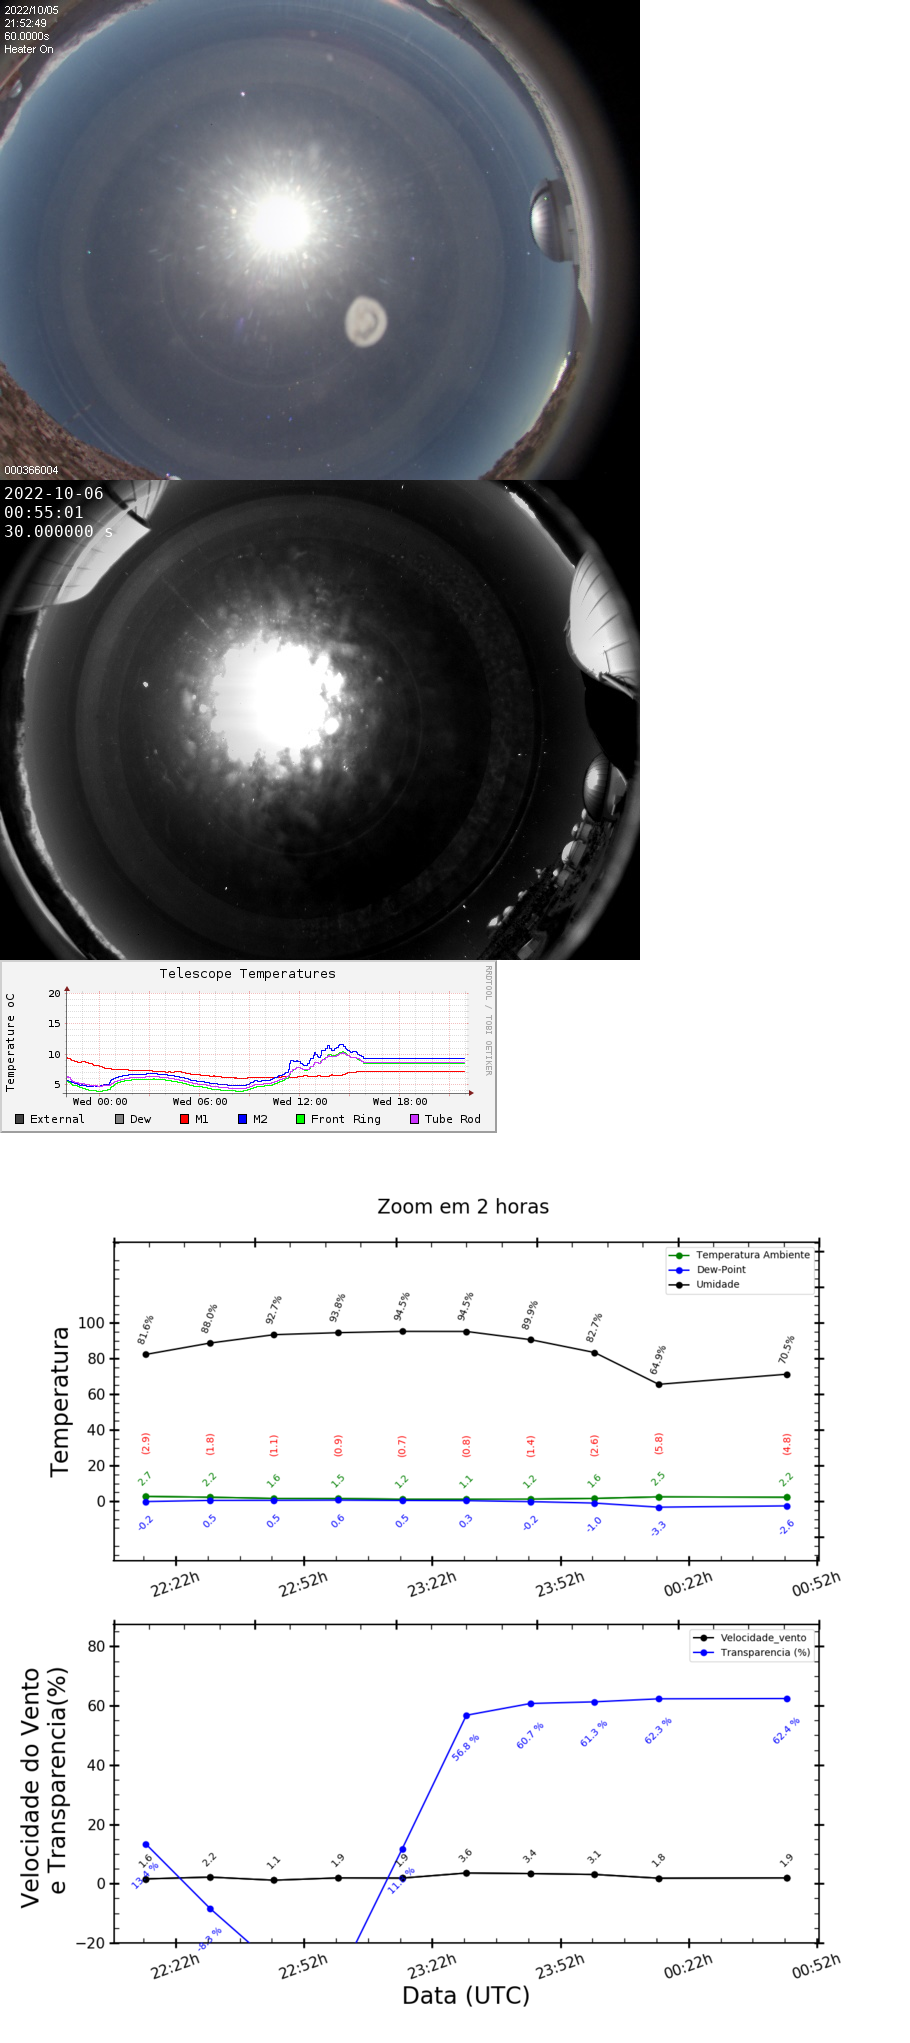 2022/10/05
21:52:49
60.0000s
Heater On
000366004
2022-10-06
00:55:01
30.000000 s
Telescope Temperatures
RRDTOOL / TOBI OETIKER
Temperature oC
20
15
10
5
Wed 00:00 Wed 06:00 Wed 12:00 Wed 18:00
External Dew M1 M2 Front Ring Tube Rod
Zoom em 2 horas
Temperatura Ambiente
Dew-Point
Umidade
Temperatura
100
80
60
40
20
0
81.6% 88.0% 92.7% 93.8% 94.5% 94.5% 89.9% 82.7% 64.9% 70.5%
(2.9) (1.8) (1.1) (0.9) (0.7) (0.8) (1.4) (2.6) (5.8) (4.8)
2.7 2.2 1.6 1.5 1.2 1.1 1.2 1.6 2.5 2.2
-0.2 0.5 0.5 0.6 0.5 0.3 -0.2 -1.0 -3.3 -2.6
22:22h 22:52h 23:22h 23:52h 00:22h 00:52h
Velocidade_vento
Transparencia (%)
Velocidade do Vento
e Transparencia(%)
80
60
40
20
0
−20
56.8 % 60.7 % 61.3 % 62.3 % 62.4 %
1.6 2.2 1.1 1.9 1.9 3.6 3.4 3.1 1.8 1.9
22:22h 22:52h 23:22h 23:52h 00:22h 00:52h
Data (UTC)